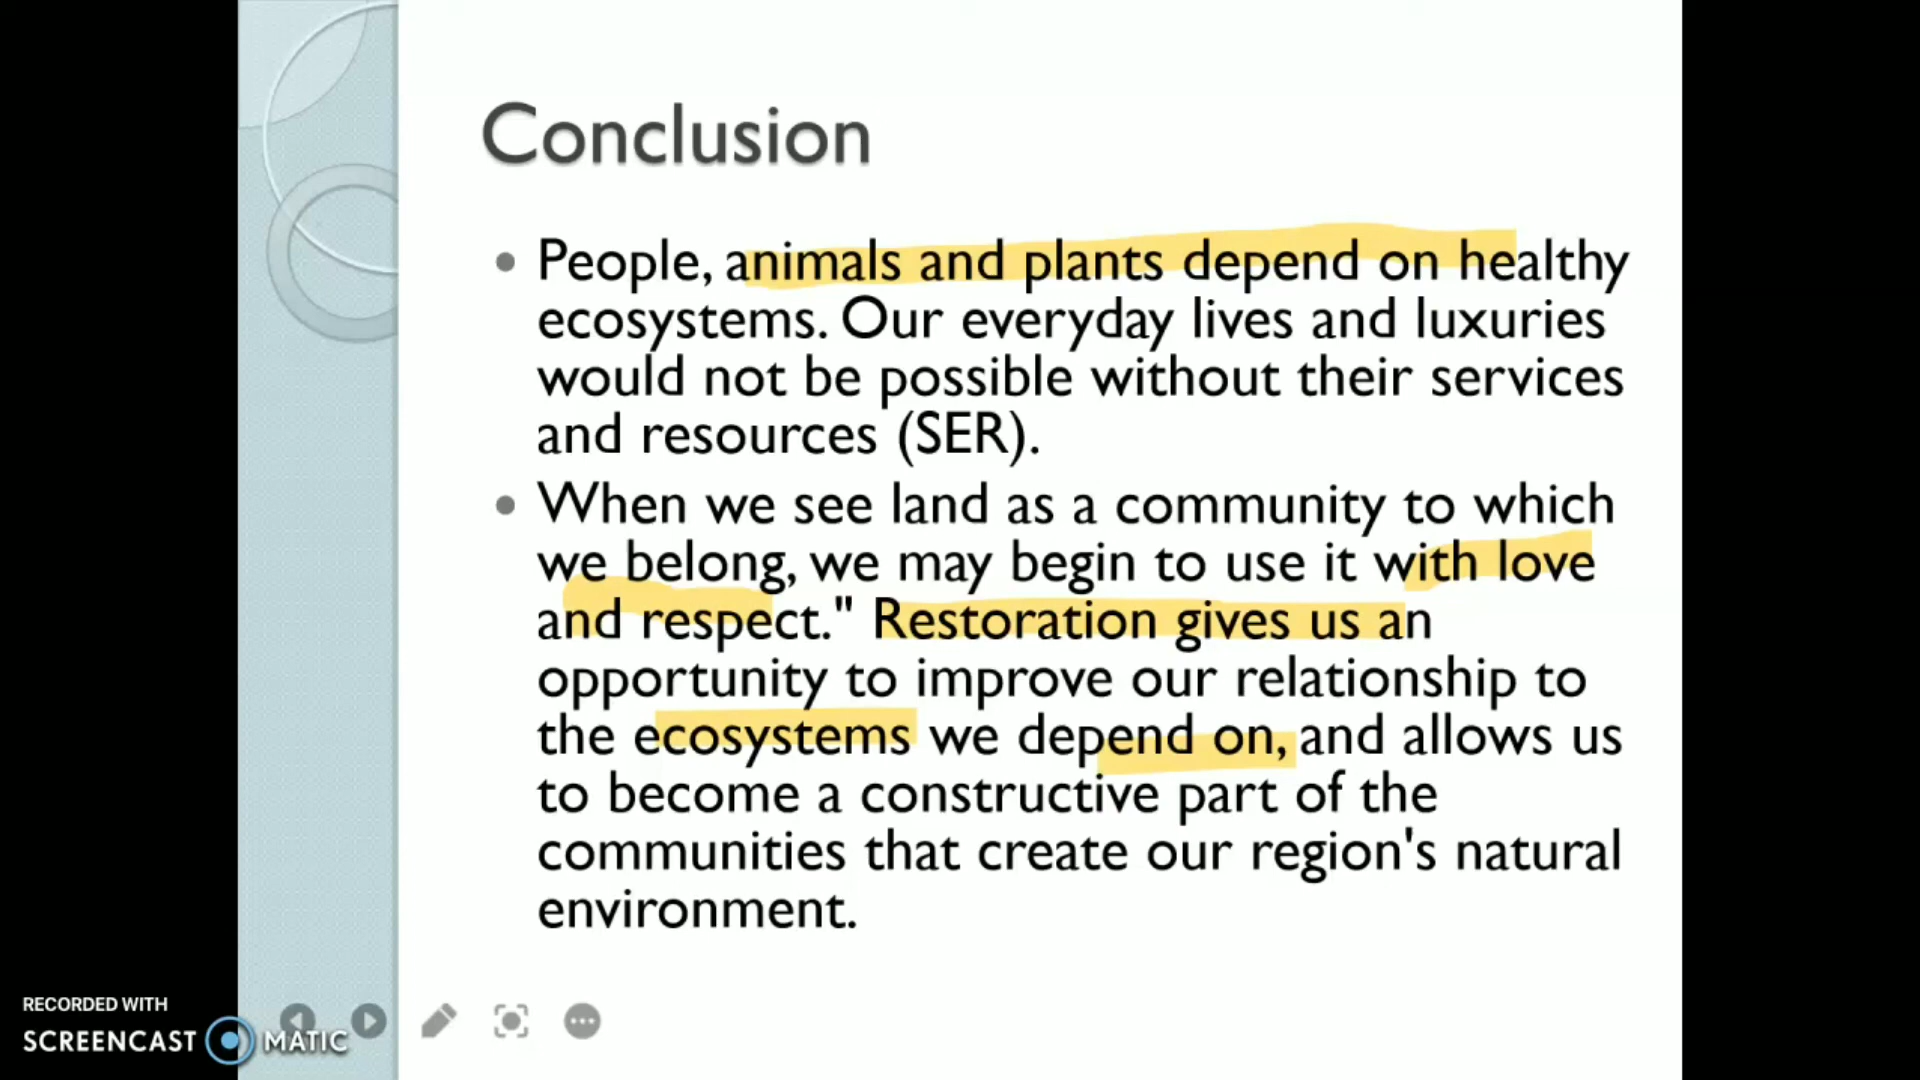 Conclusion
• People, animals and plants depend on healthy
ecosystems. Our everyday lives and luxuries
would not be possible without their services
and resources (SER).
• When we see land as a community to which
we belong, we may begin to use it with love
and respect." Restoration gives us an
opportunity to improve our relationship to
the ecosystems we depend on, and allows us
to become a constructive part of the
communities that create our region's natural
environment.
RECORDED WITH
SCREENCAST MATIC